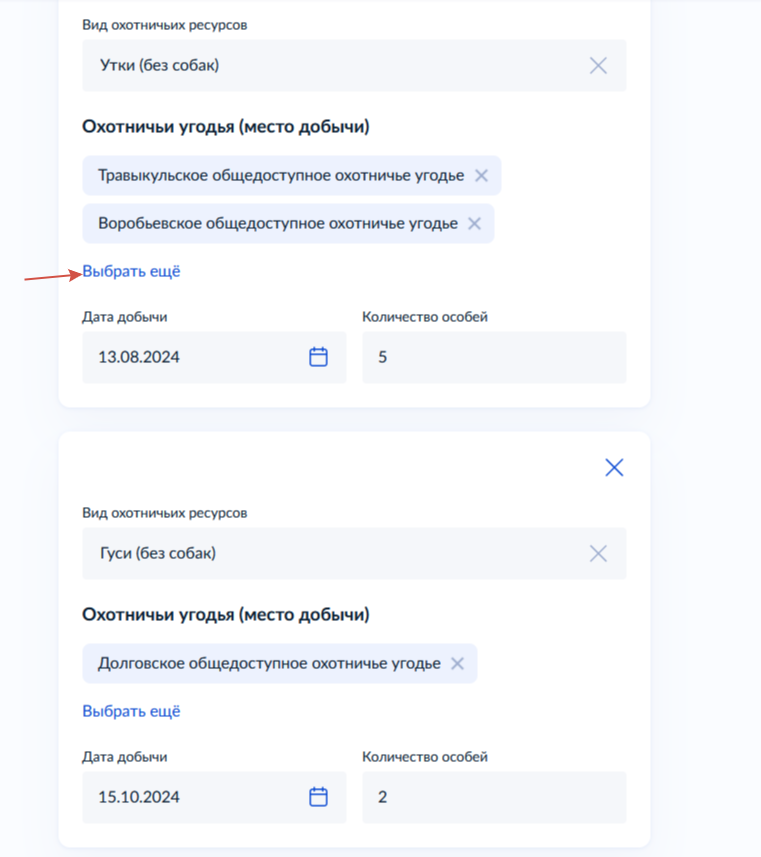 Вид охотничьих ресурсов
Утки (без собак)
Охотничьи угодья (место добычи)
Травыкульское общедоступное охотничье угодье
Воробьевское общедоступное охотничье угодье
Выбрать ещё
Дата добычи Количество особей
13.08.2024 5
Вид охотничьих ресурсов
Гуси (без собак)
Охотничьи угодья (место добычи)
Долговское общедоступное охотничье угодье
Выбрать ещё
Дата добычи Количество особей
15.10.2024 2